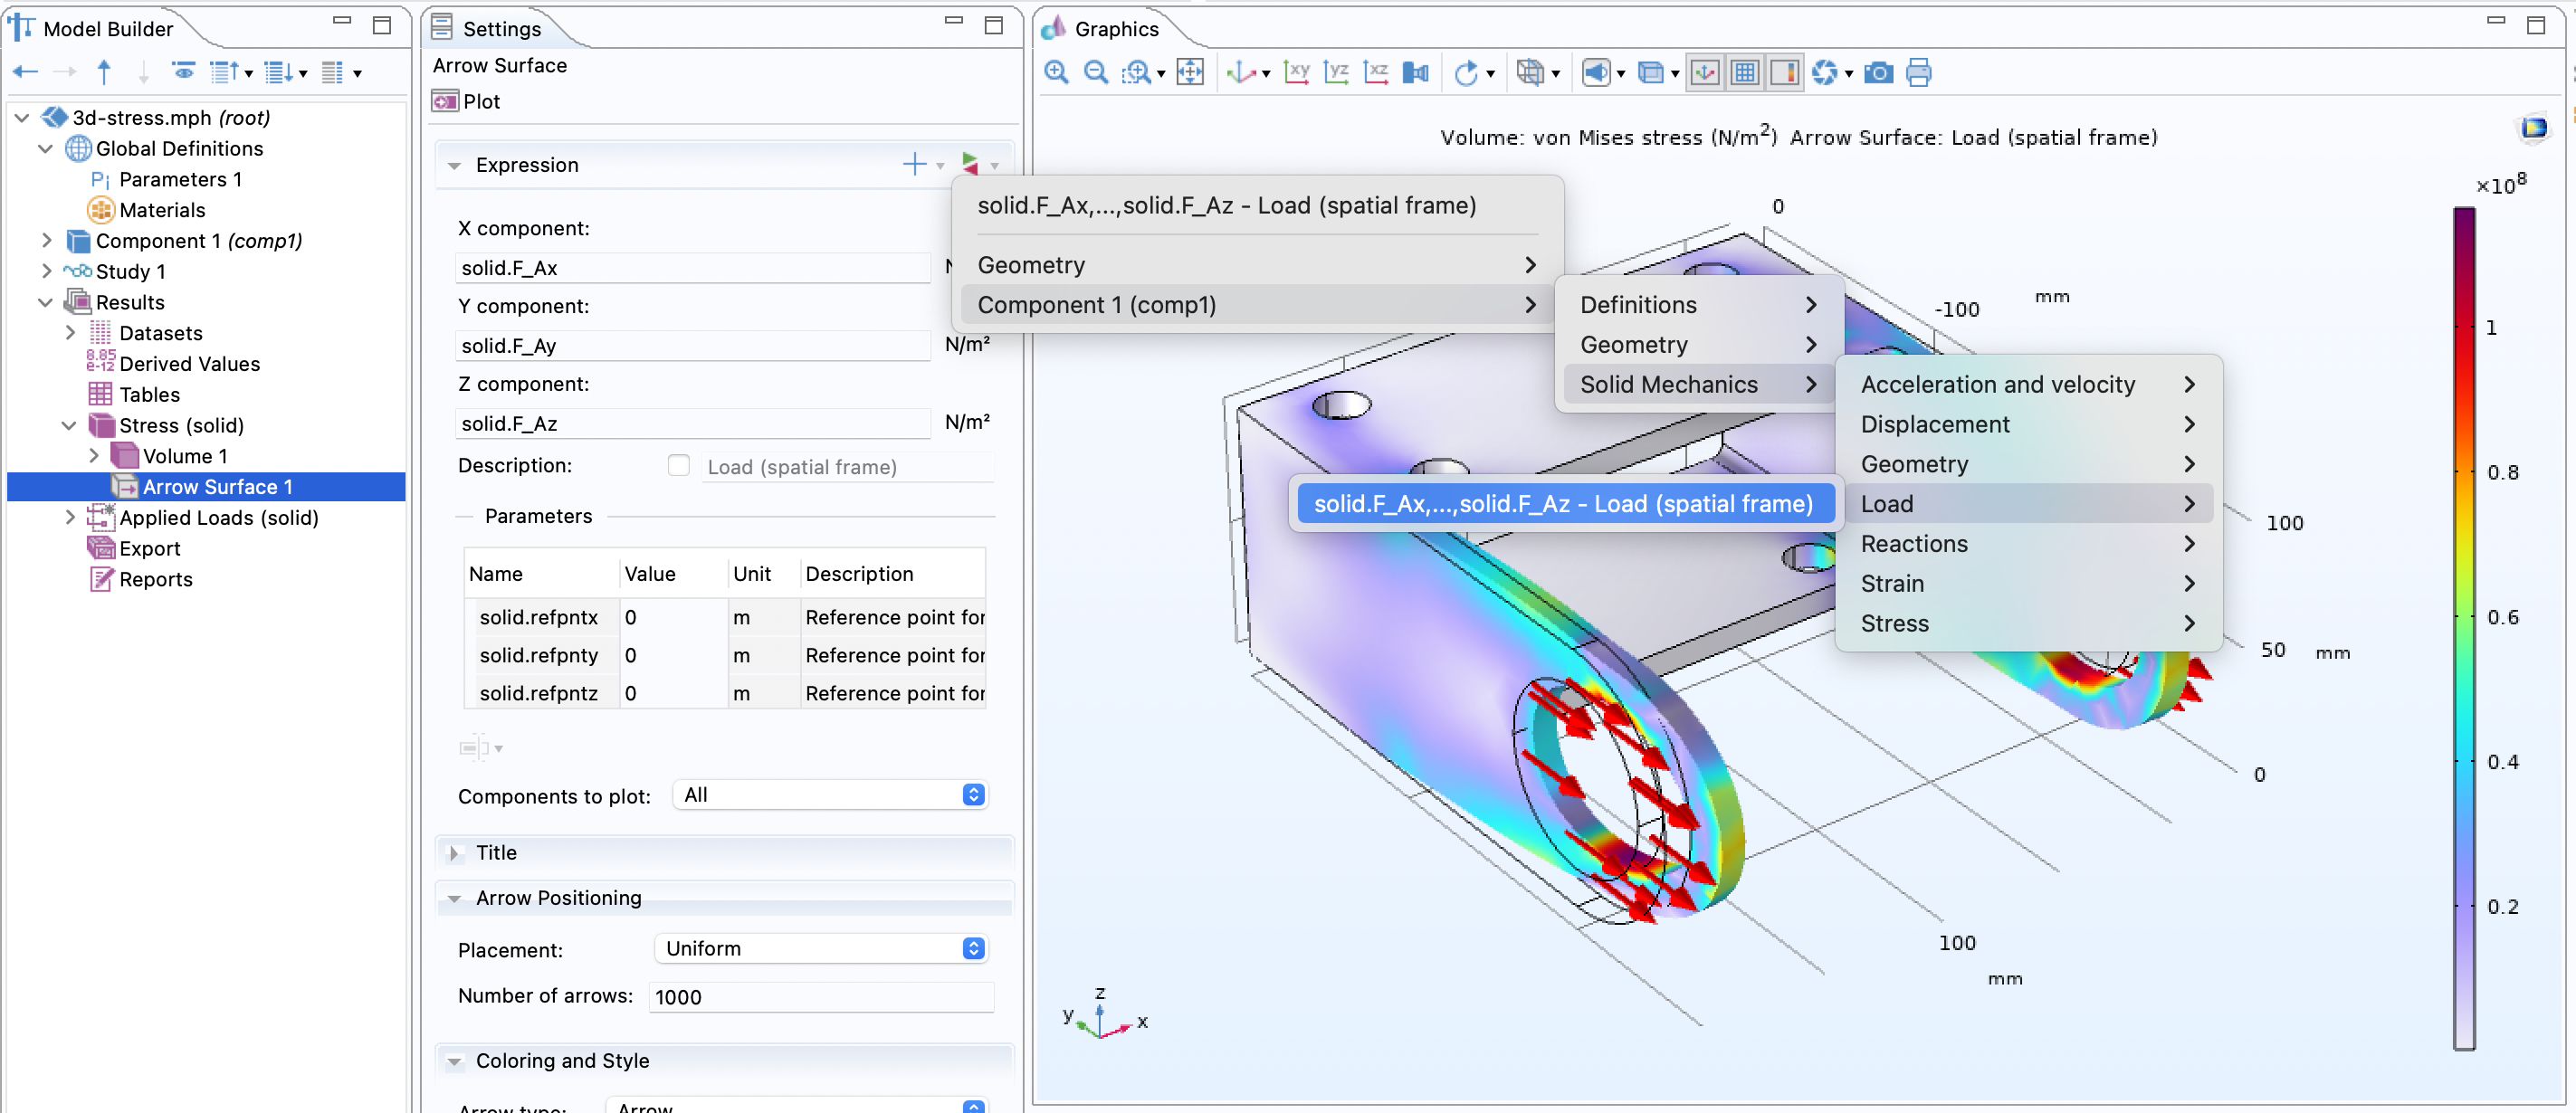 Model Builder
3d-stress.mph (root)
Global Definitions
Pi Parameters 1
Materials
Component 1 (comp1)
Study 1
Results
Datasets
8.85
e-12 Derived Values
Tables
Stress (solid)
Volume 1
Arrow Surface 1
Applied Loads (solid)
Export
Reports
Settings
Arrow Surface
Plot
Expression
X component:
solid.F_Ax
Y component:
solid.F_Ay N/m²
Z component:
solid.F_Az N/m²
Description: Load (spatial frame)
Parameters
Name Value Unit Description
solid.refpntx 0 m Reference point for
solid.refpnty 0 m Reference point for
solid.refpntz 0 m Reference point for
Components to plot: All
Title
Arrow Positioning
Placement: Uniform
Number of arrows: 1000
Coloring and Style
Arrow type: Arrow
Graphics
xy yz xz
Volume: von Mises stress (N/m²) Arrow Surface: Load (spatial frame)
solid.F_Ax,...,solid.F_Az - Load (spatial frame)
Geometry
Component 1 (comp1)
Definitions
Geometry
Solid Mechanics
Acceleration and velocity
Displacement
Geometry
Load
Reactions
Strain
Stress
solid.F_Ax,...,solid.F_Az - Load (spatial frame)
0
-100
mm
100
50 mm
0
100
mm
z
y
x
×10⁸
1
0.8
0.6
0.4
0.2